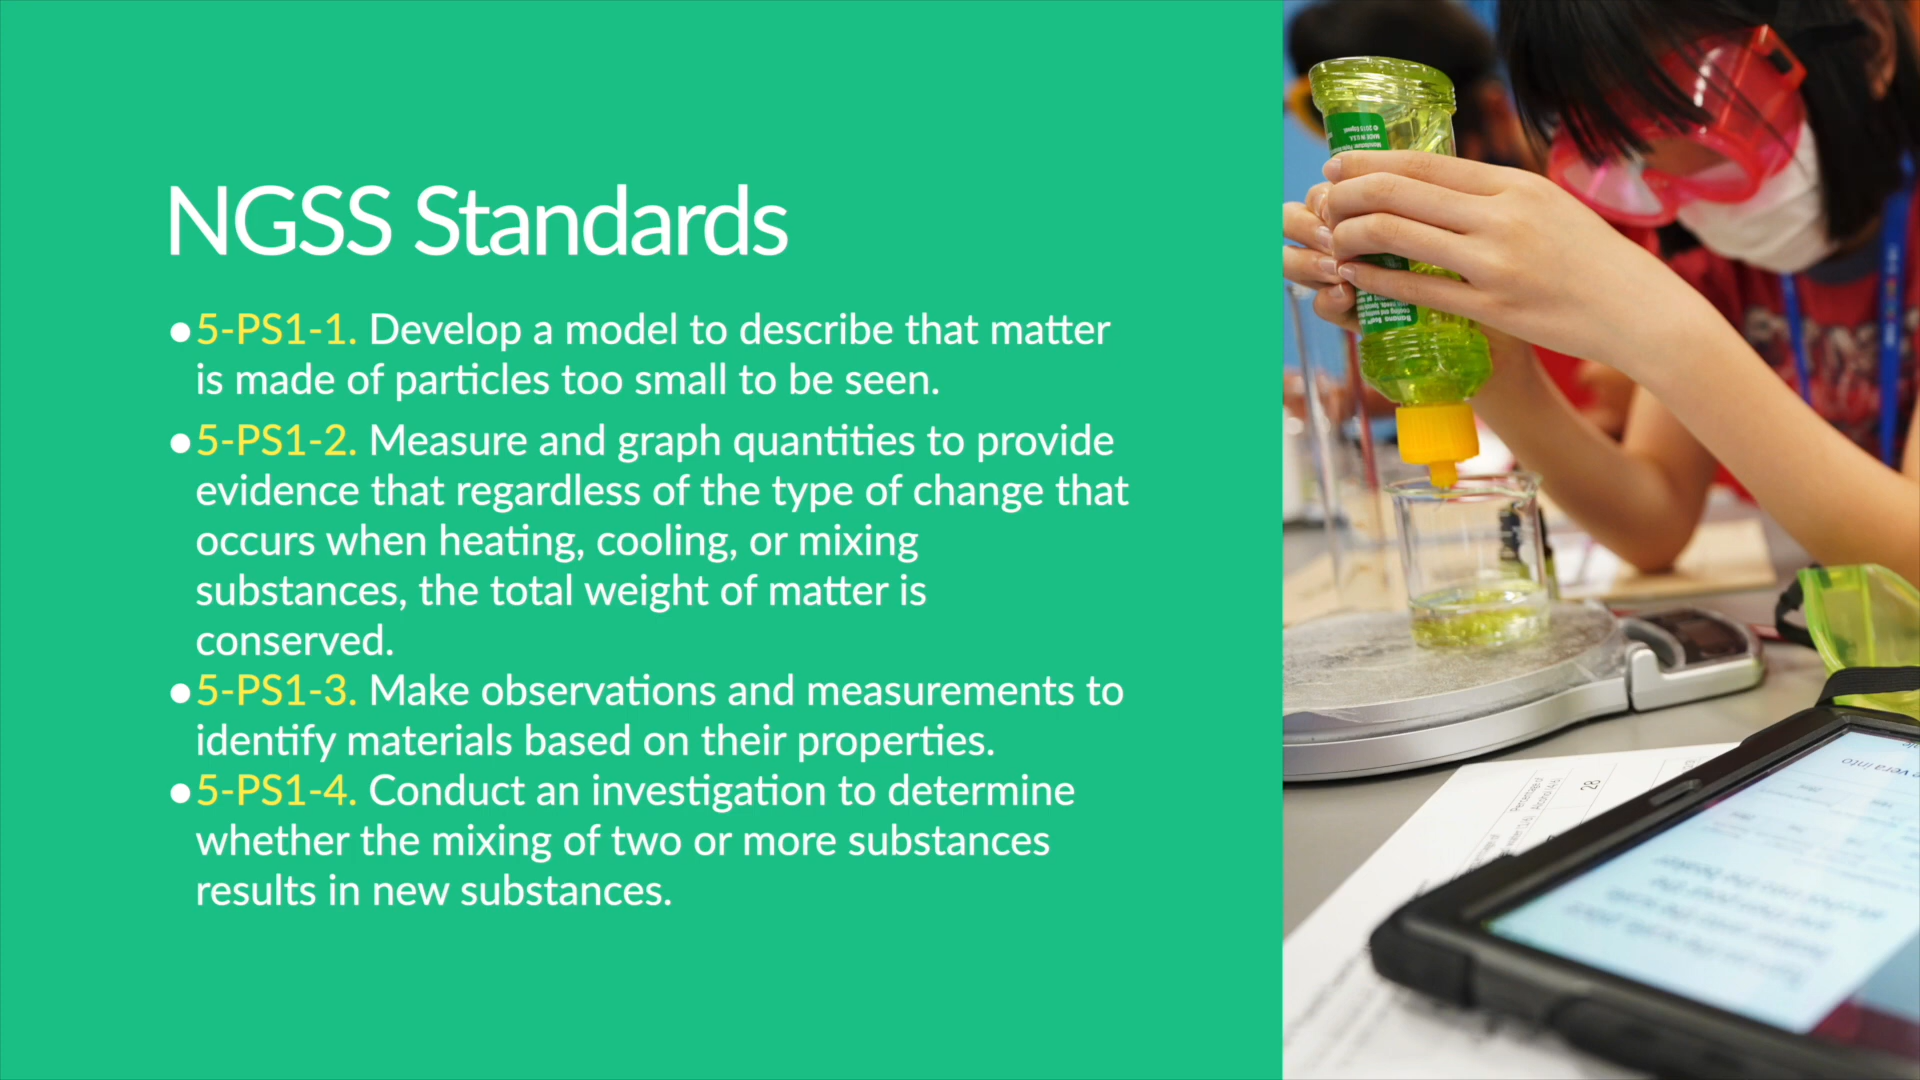 NGSS Standards
•5-PS1-1. Develop a model to describe that matter
is made of particles too small to be seen.
•5-PS1-2. Measure and graph quantities to provide
evidence that regardless of the type of change that
occurs when heating, cooling, or mixing
substances, the total weight of matter is
conserved.
•5-PS1-3. Make observations and measurements to
identify materials based on their properties.
•5-PS1-4. Conduct an investigation to determine
whether the mixing of two or more substances
results in new substances.
MADE IN U.S.A.
28